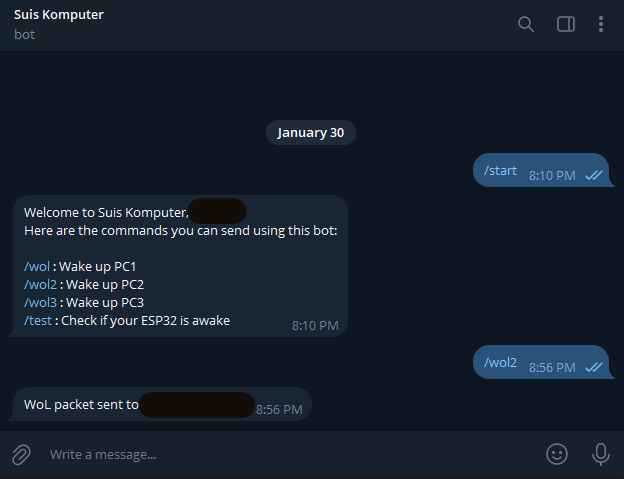 Suis Komputer
bot
January 30
/start 8:10 PM
Welcome to Suis Komputer,
Here are the commands you can send using this bot:
/wol : Wake up PC1
/wol2 : Wake up PC2
/wol3 : Wake up PC3
/test : Check if your ESP32 is awake
8:10 PM
/wol2 8:56 PM
WoL packet sent to
8:56 PM
Write a message...